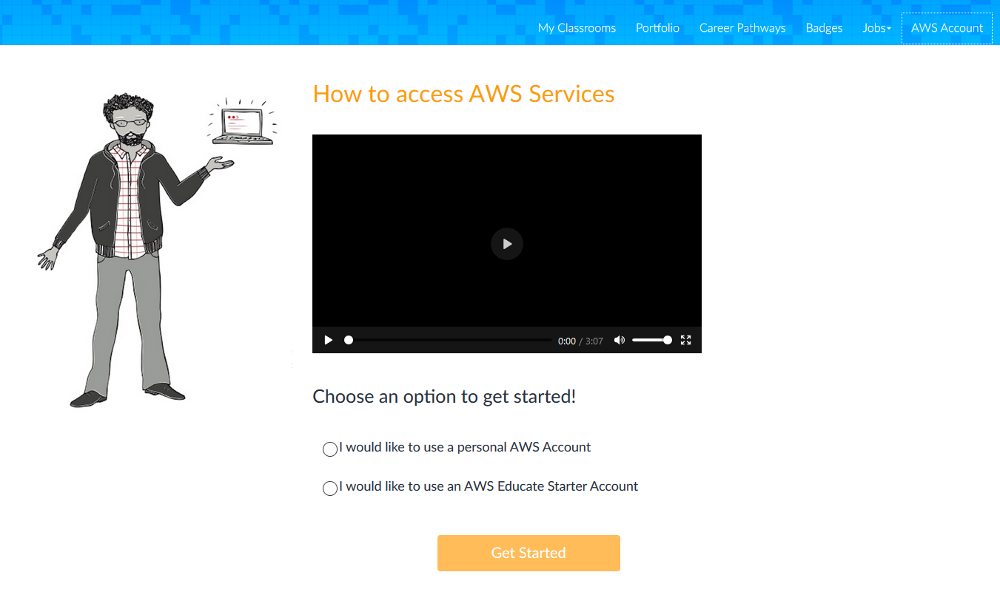 My Classrooms Portfolio Career Pathways Badges Jobs AWS Account
How to access AWS Services
0:00 / 3:07
Choose an option to get started!
I would like to use a personal AWS Account
I would like to use an AWS Educate Starter Account
Get Started